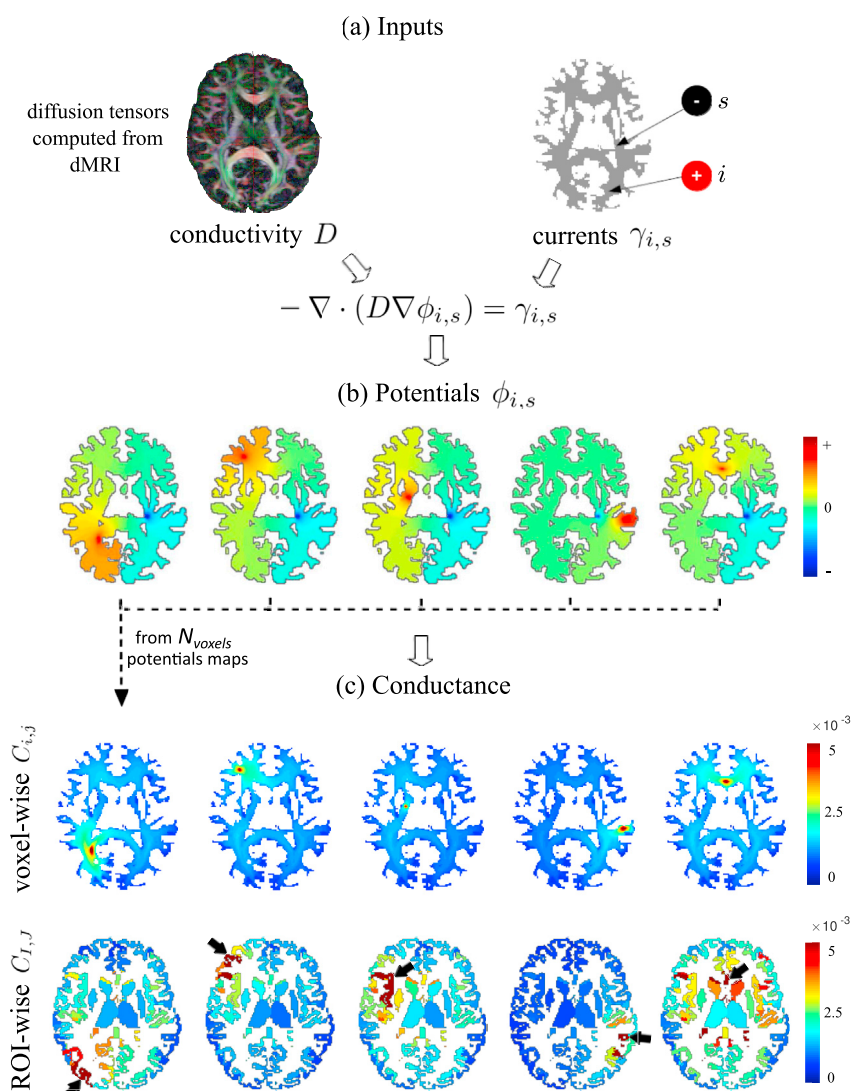 (a) Inputs
diffusion tensors
computed from
dMRI
- s
+ i
conductivity D
currents γ_{i,s}
− ∇ · (D∇ϕ_{i,s}) = γ_{i,s}
(b) Potentials ϕ_{i,s}
+
0
-
from N_{voxels}
potentials maps
(c) Conductance
voxel-wise C_{i,j}
×10^{-3}
5
2.5
0
ROI-wise C_{I,J}
×10^{-3}
5
2.5
0